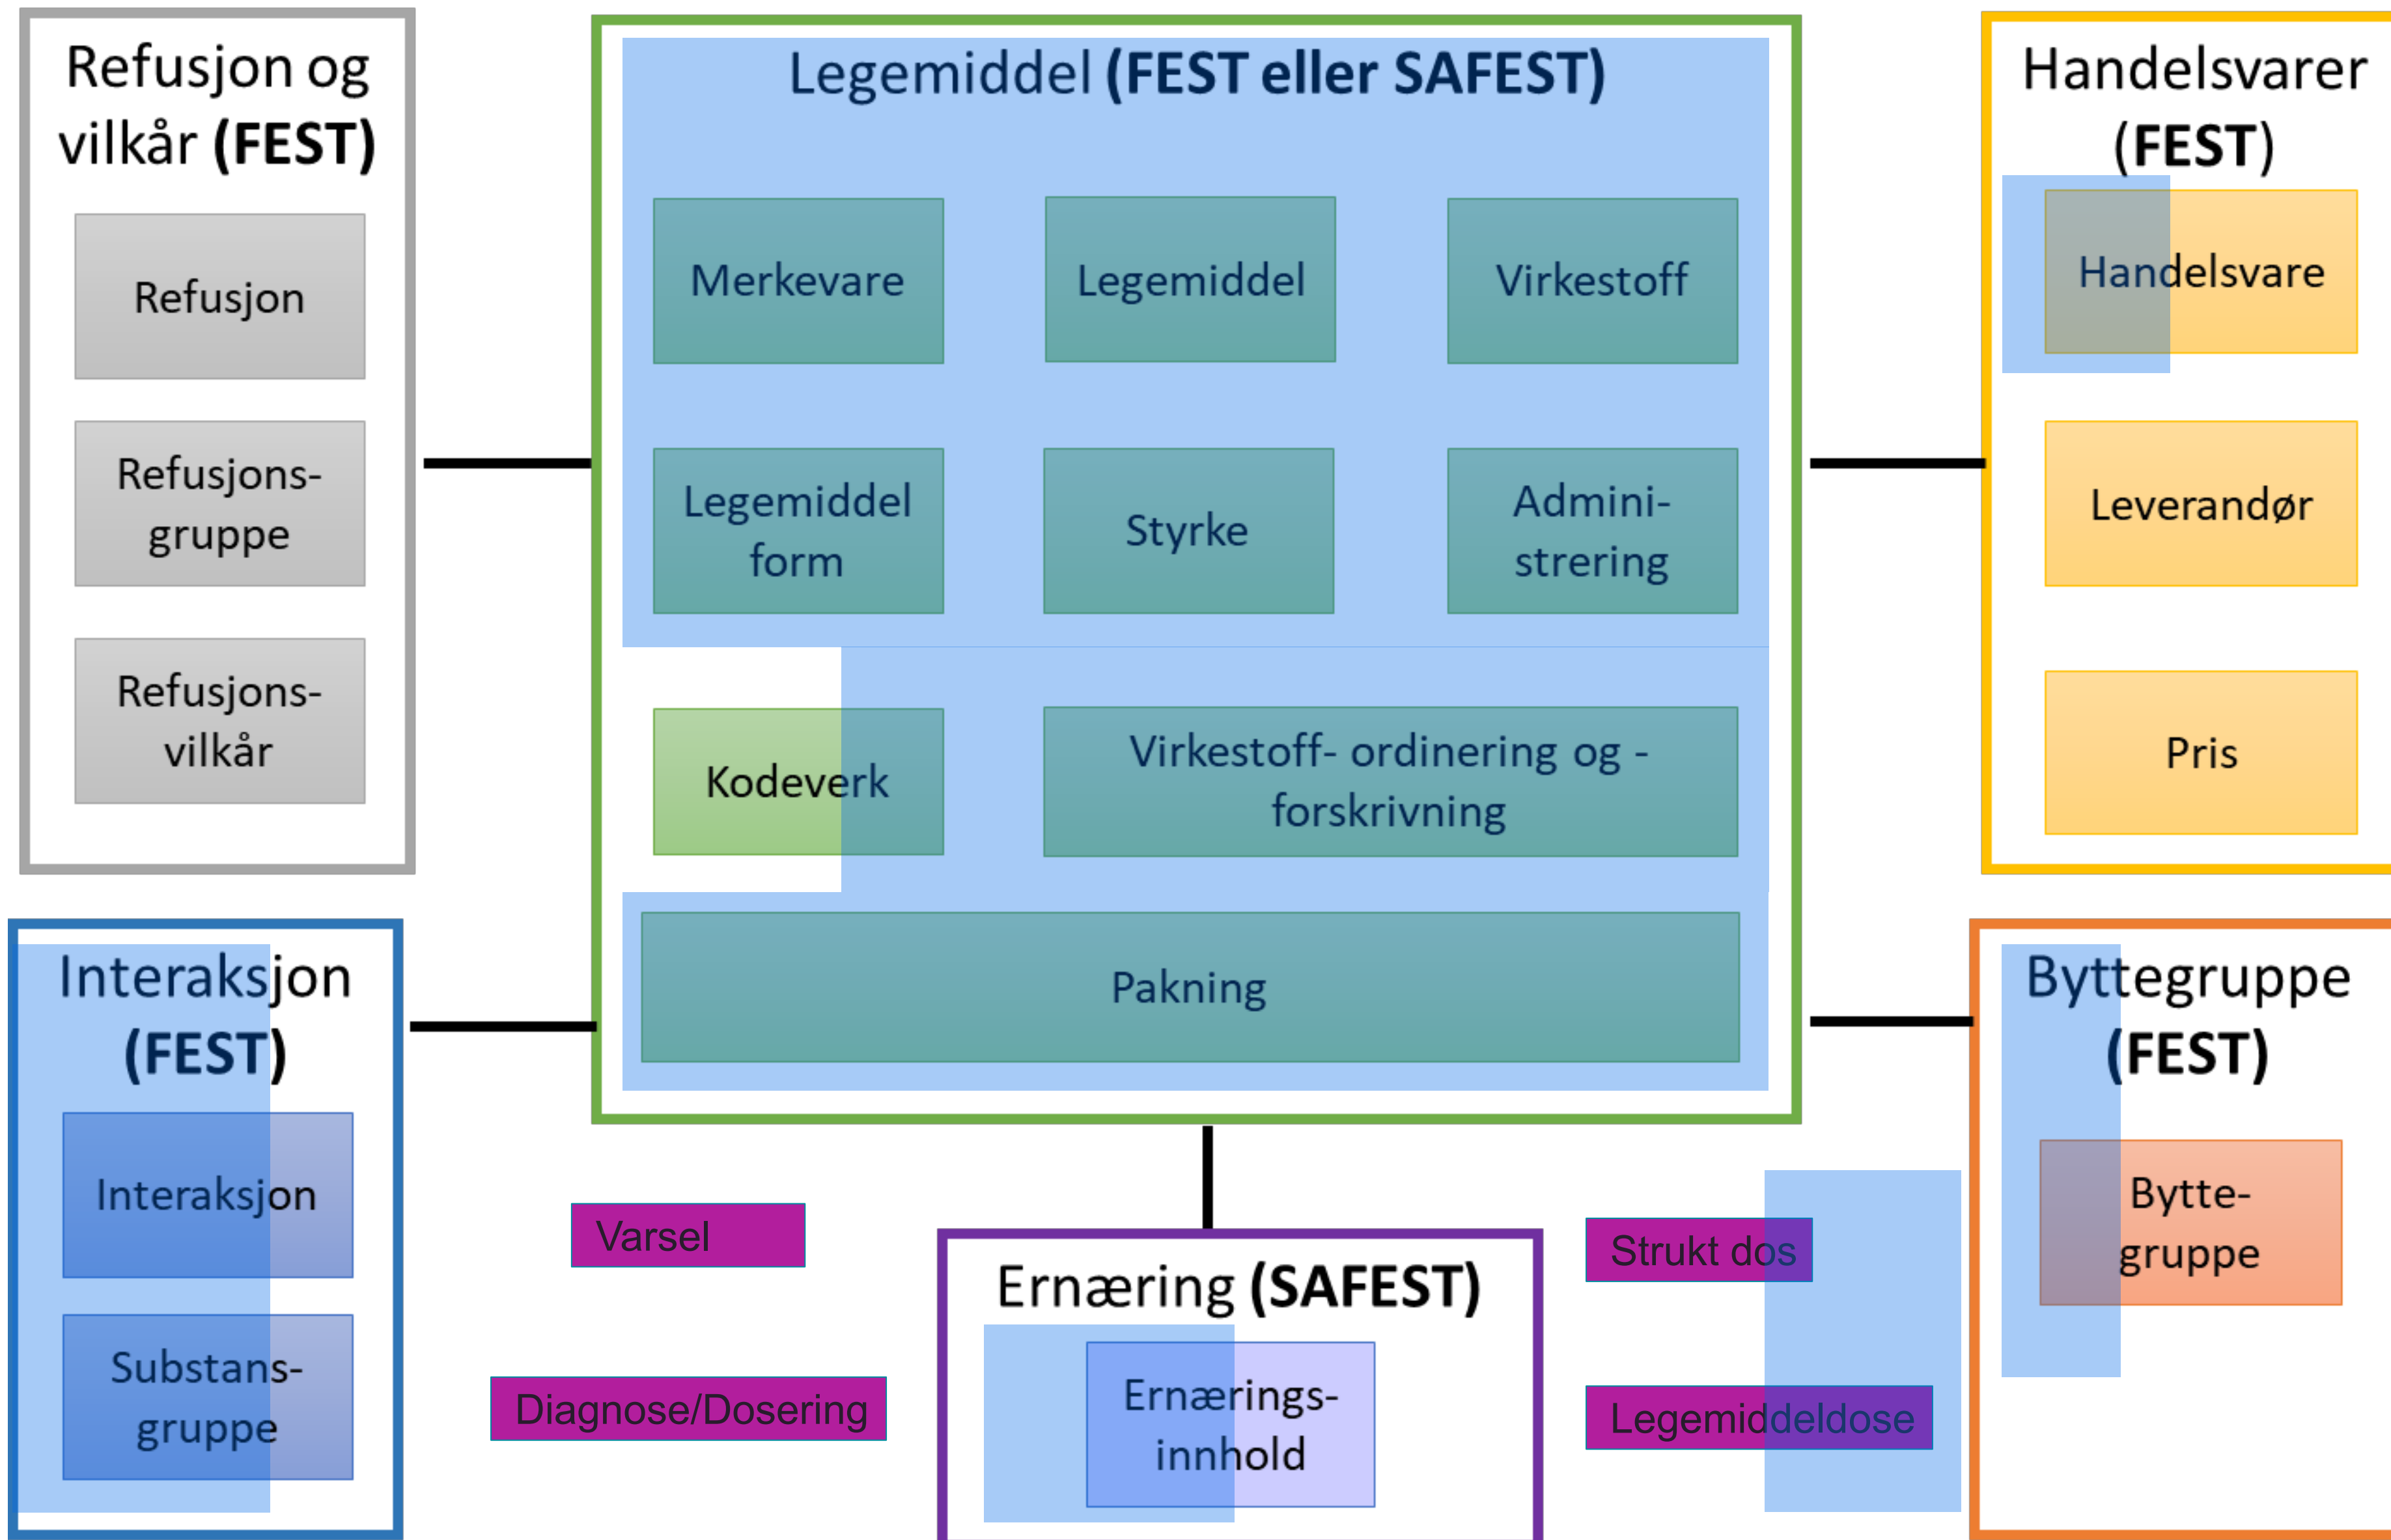 Refusjon og
vilkår (FEST)
Refusjon
Refusjons-
gruppe
Refusjons-
vilkår
Legemiddel (FEST eller SAFEST)
Merkevare
Legemiddel
Virkestoff
Legemiddel
form
Styrke
Admini-
strering
Kodeverk
Virkestoff- ordinering og -
forskrivning
Pakning
Handelsvarer
(FEST)
Handelsvare
Leverandør
Pris
Interaksjon
(FEST)
Interaksjon
Substans-
gruppe
Varsel
Diagnose/Dosering
Ernæring (SAFEST)
Ernærings-
innhold
Strukt dos
Legemiddeldose
Byttegruppe
(FEST)
Bytte-
gruppe